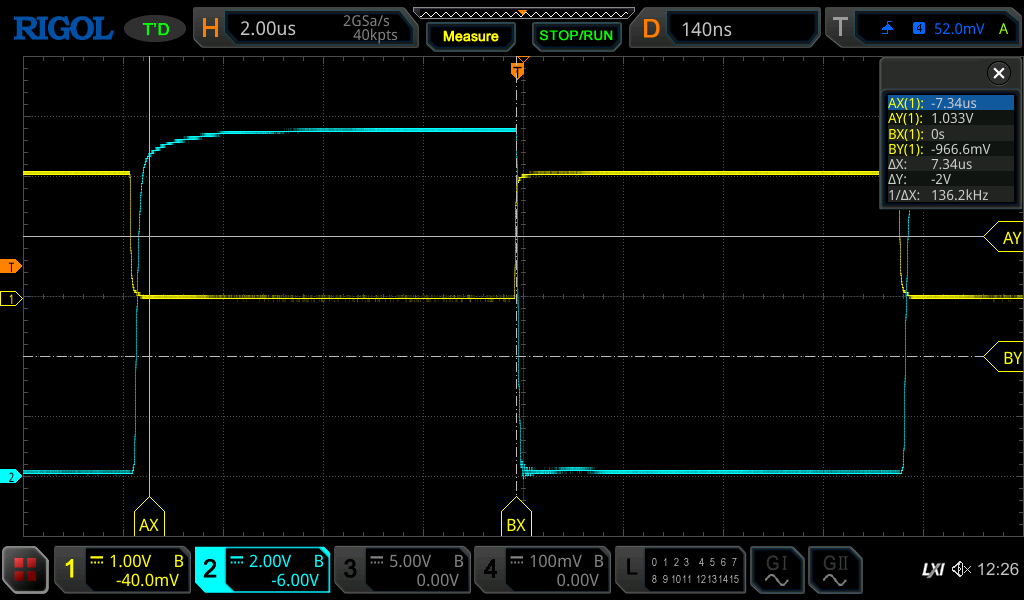 RIGOL T'D H 2.00us 2GSa/s 40kpts Measure STOP/RUN D 140ns T 4 52.0mV A
T
AX(1): -7.34us
AY(1): 1.033V
BX(1): 0s
BY(1): -966.6mV
ΔX: 7.34us
ΔY: -2V
1/ΔX: 136.2kHz
AY
T
1
BY
2
AX BX
1 1.00V B -40.0mV
2 2.00V B -6.00V
3 5.00V B 0.00V
4 100mV B 0.00V
L 0 1 2 3 4 5 6 7
8 9 10 11 12 13 14 15
GI GII
LXI 12:26